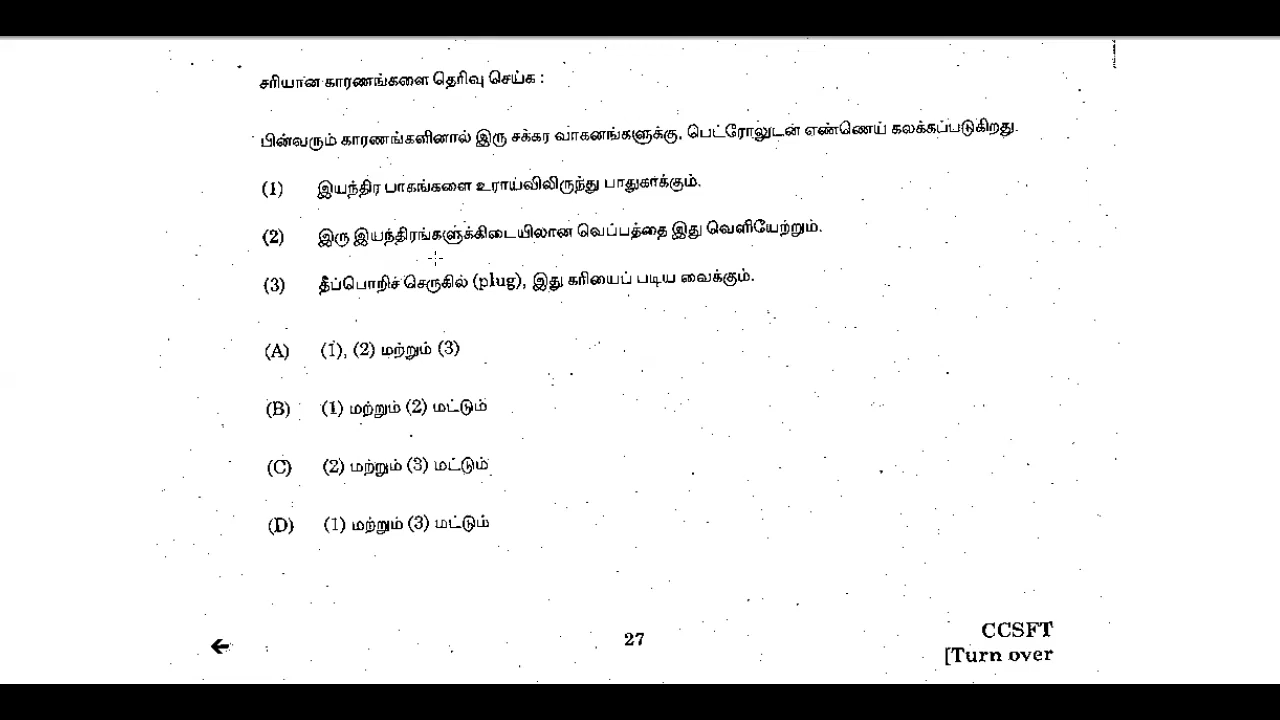 சரியான காரணங்களை தெரிவு செய்க :
பின்வரும் காரணங்களினால் இரு சக்கர வாகனங்களுக்கு, பெட்ரோலுடன் எண்ணெய் கலக்கப்படுகிறது.
(1) இயந்திர பாகங்களை உராய்விலிருந்து பாதுகாக்கும்.
(2) இரு இயந்திரங்களுக்கிடையிலான வெப்பத்தை இது வெளியேற்றும்.
(3) தீப்பொறிச் செருகில் (plug), இது கரியைப் படிய வைக்கும்.
(A) (1), (2) மற்றும் (3)
(B) (1) மற்றும் (2) மட்டும்
(C) (2) மற்றும் (3) மட்டும்
(D) (1) மற்றும் (3) மட்டும்
27
CCSFT
[Turn over